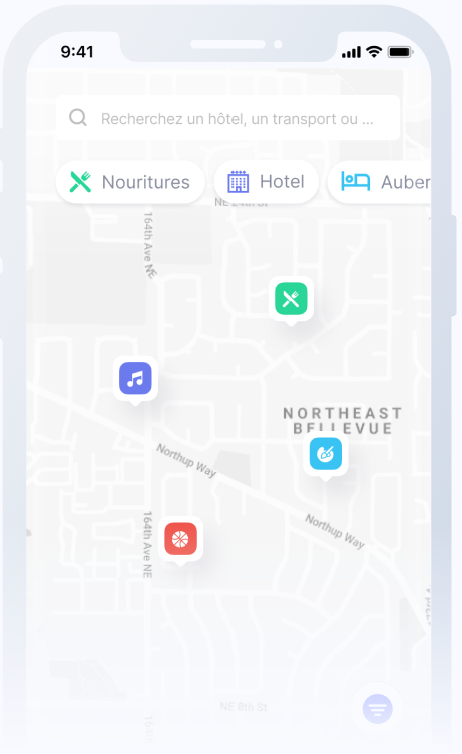 9:41
Recherchez un hôtel, un transport ou ...
Nouritures
Hotel
Auber
NE 24th St
164th Ave NE
NORTHEAST
BELLEVUE
Northup Way
Northup Way
164th Ave NE
NE 8th St